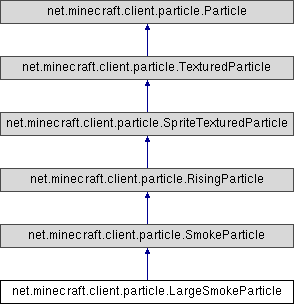 net.minecraft.client.particle.Particle
net.minecraft.client.particle.TexturedParticle
net.minecraft.client.particle.SpriteTexturedParticle
net.minecraft.client.particle.RisingParticle
net.minecraft.client.particle.SmokeParticle
net.minecraft.client.particle.LargeSmokeParticle